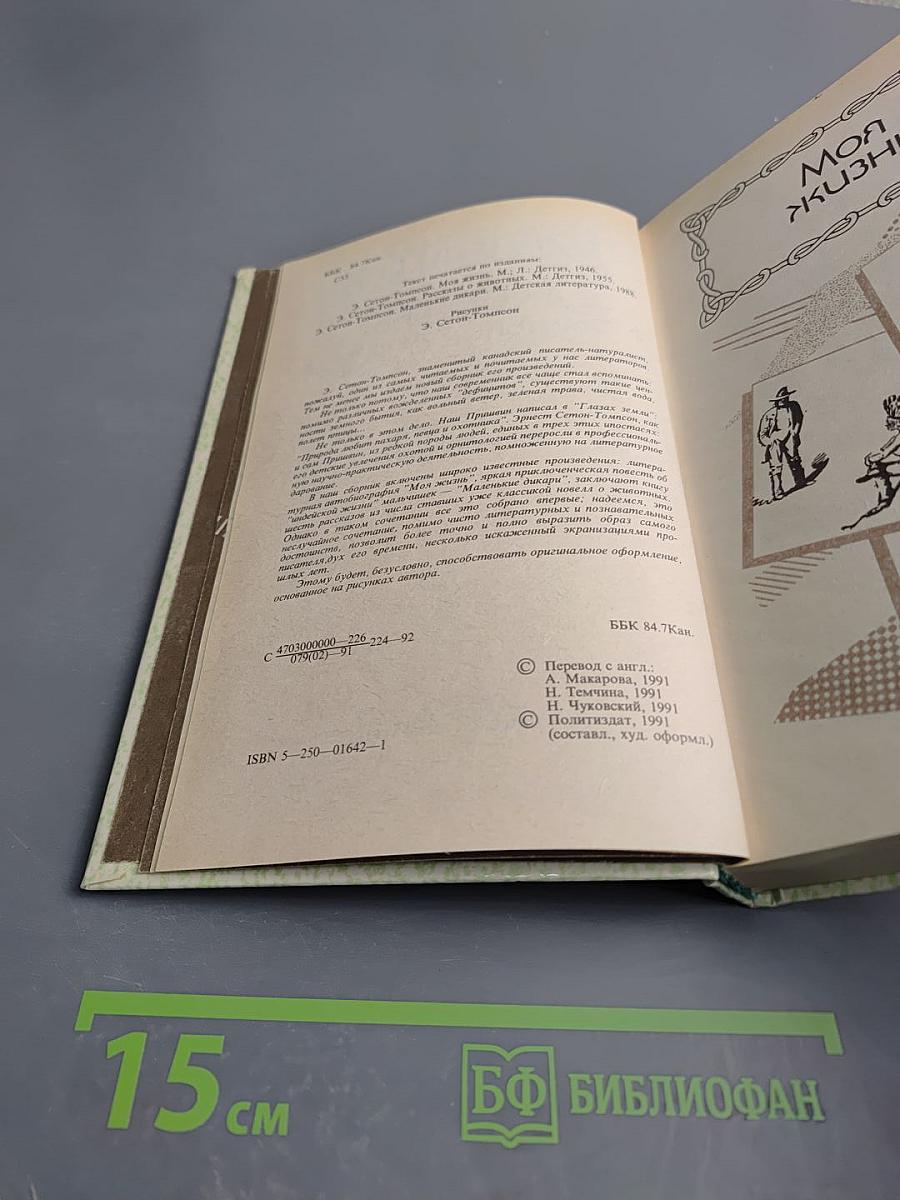 ББК 84.7Кан
С33
Текст печатается по изданиям:
Э. Сетон-Томпсон. Моя жизнь. М.; Л.: Детгиз, 1946.
Э. Сетон-Томпсон. Рассказы о животных. М.: Детгиз, 1955.
Э. Сетон-Томпсон. Маленькие дикари. М.: Детская литература, 1988.
Рисунки
Э. Сетон-Томпсон
Э. Сетон-Томпсон, знаменитый канадский писатель-натуралист,
пожалуй, один из самых читаемых и почитаемых у нас литераторов.
Тем не менее мы издаем новый сборник его произведений.
Не только потому, что наш современник все чаще стал вспоминать:
помимо различных вожделенных "дефицитов", существуют такие цен-
ности земного бытия, как вольный ветер, зеленая трава, чистая вода,
полет птицы...
Не только в этом дело. Наш Пришвин написал в "Глазах земли":
"Природа любит пахаря, певца и охотника". Эрнест Сетон-Томпсон, как
и сам Пришвин, из редкой породы людей, единых в трех этих ипостасях:
его детские увлечения охотой и орнитологией переросли в профессиональ-
ную научно-практическую деятельность, помноженную на литературное
дарование.
В наш сборник включены широко известные произведения: литера-
турная автобиография "Моя жизнь", яркая приключенческая повесть об
"индейской жизни" мальчишек — "Маленькие дикари", заключают книгу
шесть рассказов из числа ставших уже классикой новелл о животных.
Однако в таком сочетании все это собрано впервые; надеемся, это
неслучайное сочетание, помимо чисто литературных и познавательных
достоинств, позволит более точно и полно выразить образ самого
писателя,дух его времени, несколько искаженный экранизациями про-
шлых лет.
Этому будет, безусловно, способствовать оригинальное оформление,
основанное на рисунках автора.
ББК 84.7Кан.
С 4703000000—226
079(02)—91 224—92
© Перевод с англ.:
А. Макарова, 1991
Н. Темчина, 1991
Н. Чуковский, 1991
© Политиздат, 1991
(составл., худ. оформл.)
ISBN 5—250—01642—1
МОЯ
ЖИЗН
15 см
БФ БИБЛИОФАН